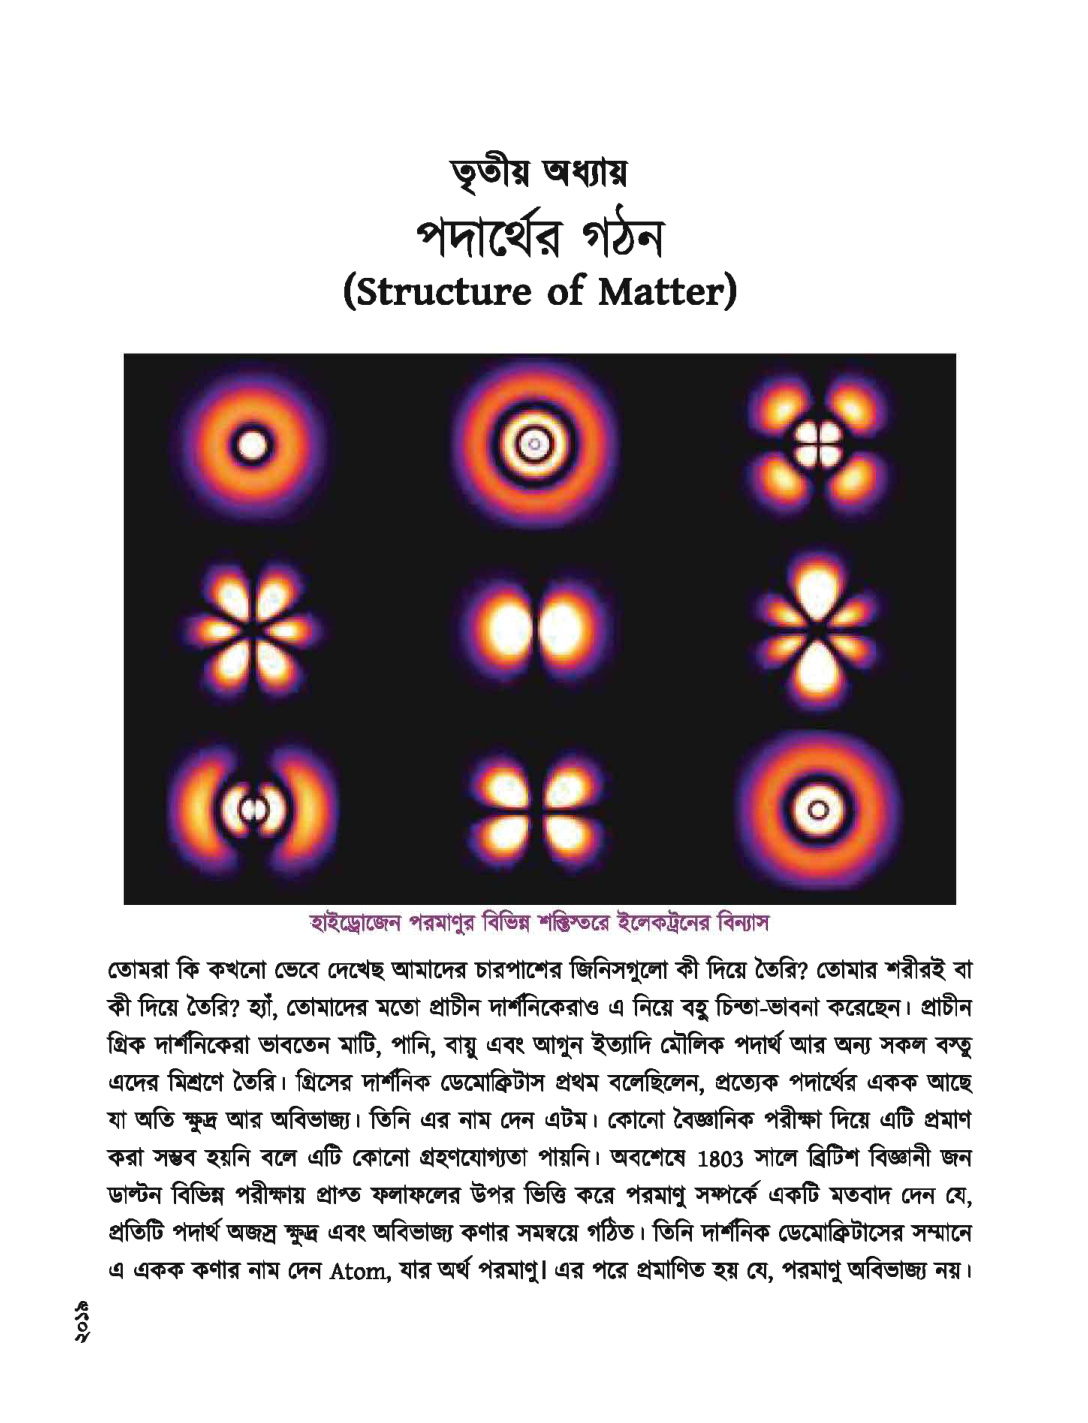 তৃতীয় অধ্যায়
পদার্থের গঠন
(Structure of Matter)
হাইড্রোজেন পরমাণুর বিভিন্ন শক্তিস্তরে ইলেকট্রনের বিন্যাস
তোমরা কি কখনো ভেবে দেখেছ আমাদের চারপাশের জিনিসগুলো কী দিয়ে তৈরি? তোমার শরীরই বা
কী দিয়ে তৈরি? হ্যাঁ, তোমাদের মতো প্রাচীন দার্শনিকেরাও এ নিয়ে বহু চিন্তা-ভাবনা করেছেন। প্রাচীন
গ্রিক দার্শনিকেরা ভাবতেন মাটি, পানি, বায়ু এবং আগুন ইত্যাদি মৌলিক পদার্থ আর অন্য সকল বস্তু
এদের মিশ্রণে তৈরি। গ্রিসের দার্শনিক ডেমোক্রিটাস প্রথম বলেছিলেন, প্রত্যেক পদার্থের একক আছে
যা অতি ক্ষুদ্র আর অবিভাজ্য। তিনি এর নাম দেন এটম। কোনো বৈজ্ঞানিক পরীক্ষা দিয়ে এটি প্রমাণ
করা সম্ভব হয়নি বলে এটি কোনো গ্রহণযোগ্যতা পায়নি। অবশেষে 1803 সালে ব্রিটিশ বিজ্ঞানী জন
ডাল্টন বিভিন্ন পরীক্ষায় প্রাপ্ত ফলাফলের উপর ভিত্তি করে পরমাণু সম্পর্কে একটি মতবাদ দেন যে,
প্রতিটি পদার্থ অজস্র ক্ষুদ্র এবং অবিভাজ্য কণার সমন্বয়ে গঠিত। তিনি দার্শনিক ডেমোক্রিটাসের সম্মানে
এ একক কণার নাম দেন Atom, যার অর্থ পরমাণু। এর পরে প্রমাণিত হয় যে, পরমাণু অবিভাজ্য নয়।
২০১৯